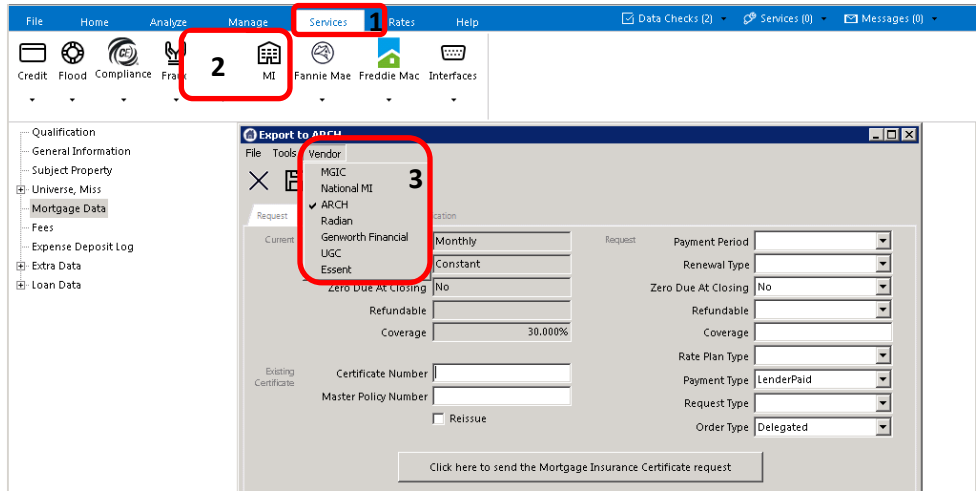 File Home Analyze Manage Services 1 Rates Help Data Checks (2) Services (0) Messages (0)
Credit Flood Compliance 2 MI Fannie Mae Freddie Mac Interfaces
Qualification
General Information
Subject Property
Universe, Miss
Mortgage Data
Fees
Expense Deposit Log
Extra Data
Loan Data
Export to ARCH
File Tools Vendor
MGIC
National MI
ARCH
Radian
Genworth Financial
UGC
Essent
3
Request
Current Monthly
Constant
Zero Due At Closing No
Refundable
Coverage 30.000%
Existing Certificate
Certificate Number
Master Policy Number
Reissue
Request Payment Period
Renewal Type
Zero Due At Closing No
Refundable
Coverage
Rate Plan Type
Payment Type LenderPaid
Request Type
Order Type Delegated
Click here to send the Mortgage Insurance Certificate request